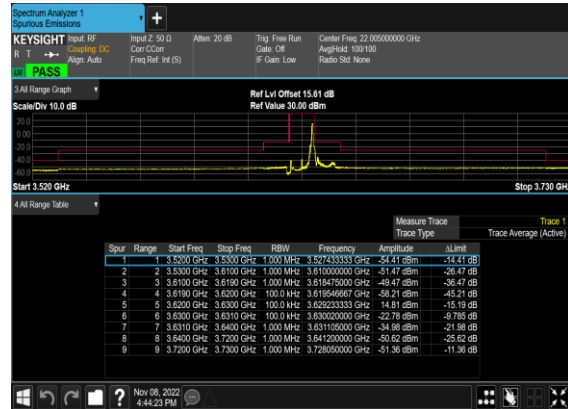 Spectrum Analyzer 1
Spurious Emissions
+
KEYSIGHT Input: RF Input Z: 50 Ω Atten: 20 dB Trig: Free Run Center Freq: 22.005000000 GHz
R T Coupling: DC Corr CCorr Gate: Off Avg|Hold: 100/100
Align: Auto Freq Ref: Int (S) IF Gain: Low Radio Std: None
PASS
3 All Range Graph
Ref Lvl Offset 15.61 dB
Scale/Div 10.0 dB Ref Value 30.00 dBm
20.0
0.00
-20.0
-40.0
-60.0
Start 3.520 GHz Stop 3.730 GHz
4 All Range Table
Measure Trace Trace 1
Trace Type Trace Average (Active)
Spur Range Start Freq Stop Freq RBW Frequency Amplitude ΔLimit
1 1 3.5200 GHz 3.5300 GHz 1.000 MHz 3.527433333 GHz -54.41 dBm -14.41 dB
2 2 3.5300 GHz 3.6100 GHz 1.000 MHz 3.610000000 GHz -51.47 dBm -26.47 dB
3 3 3.6100 GHz 3.6190 GHz 1.000 MHz 3.618475000 GHz -49.47 dBm -36.47 dB
4 4 3.6190 GHz 3.6200 GHz 100.0 kHz 3.619546667 GHz -58.21 dBm -45.21 dB
5 5 3.6200 GHz 3.6300 GHz 100.0 kHz 3.629233333 GHz 14.81 dBm -15.19 dB
6 6 3.6300 GHz 3.6310 GHz 100.0 kHz 3.630020000 GHz -22.78 dBm -9.785 dB
7 7 3.6310 GHz 3.6400 GHz 1.000 MHz 3.631105000 GHz -34.98 dBm -21.98 dB
8 8 3.6400 GHz 3.7200 GHz 1.000 MHz 3.641200000 GHz -50.62 dBm -25.62 dB
9 9 3.7200 GHz 3.7300 GHz 1.000 MHz 3.728050000 GHz -51.36 dBm -11.36 dB
? Nov 08, 2022
4:44:23 PM